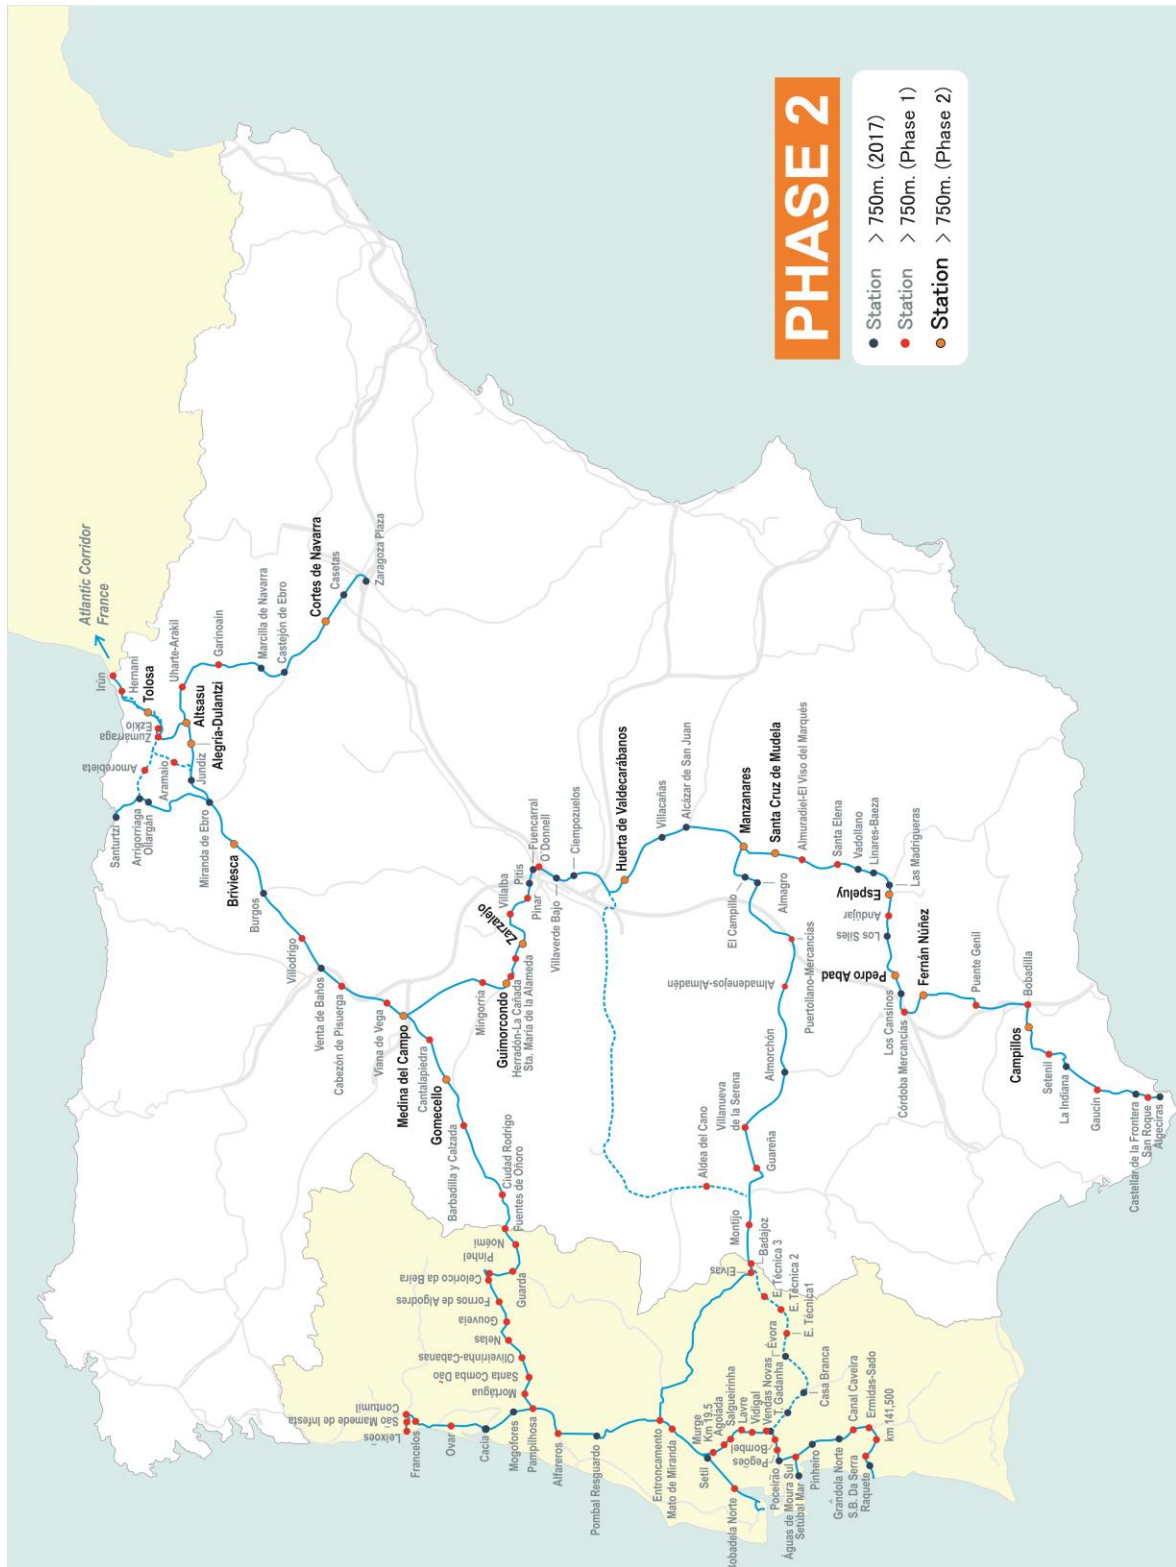 PHASE 2
Station > 750m. (2017)
Station > 750m. (Phase 1)
Station > 750m. (Phase 2)
Atlantic Corridor
France
Irún
Hernani
Tolosa
Ezkio
Zumárraga
Amorebieta
Aramaio
Jundiz
Altsasu
Alegria-Dulantzi
Uharte-Arakil
Garinoain
Marcilla de Navarra
Castejón de Ebro
Cortes de Navarra
Casetas
Zaragoza Plaza
Santurtzi
Arrigorriaga
Ollargán
Miranda de Ebro
Briviesca
Burgos
Villodrigo
Venta de Baños
Cabezón de Pisuerga
Viana de Vega
Medina del Campo
Cantalapiedra
Gomecello
Barbadilla y Calzada
Ciudad Rodrigo
Fuentes de Oñoro
Mingorría
Guimorcondo
Herradón-La Cañada
Sta. María de la Alameda
Zarzalejo
Villalba
Pinar
Pitis
Fuencarral
O'Donnell
Villaverde Bajo
Ciempozuelos
Huerta de Valdecarábanos
Villacañas
Alcázar de San Juan
Manzanares
Santa Cruz de Mudela
Almuradiel-El Viso del Marqués
Santa Elena
Vadollano
Linares-Baeza
Las Madrigueras
Espeluy
Andújar
Los Siles
Pedro Abad
Los Cansinos
Córdoba Mercancías
Fernán Núñez
Puente Genil
Bobadilla
Campillos
Setenil
La Indiana
Gaucín
Castellar de la Frontera
San Roque
Algeciras
El Campillo
Almagro
Puertollano-Mercancías
Almadenejos-Almadén
Almorchón
Villanueva
de la Serena
Guareña
Aldea del Cano
Montijo
Badajoz
Elvas
E. Técnica 3
E. Técnica 2
E. Técnica1
Évora
Casa Branca
T. Gadanha
Vendas Novas
Vidigal
Lavre
Salgueirinha
Agolada
Km 19.5
Murge
Setil
Bombel
Pegões
Poceirão
Águas de Moura Sul
Setúbal Mar
Pinheiro
Grândola Norte
Canal Caveira
S.B. Da Serra
Ermidas-Sado
Raquete
km 141,500
Bobadela Norte
Mato de Miranda
Entroncamento
Pombal Resguardo
Alfareros
Pampilhosa
Mogofores
Cacia
Ovar
Francelos
Leixoes
São Mamede de Infesta
Contumil
Mortágua
Santa Comba Dão
Oliveirinha-Cabanas
Nelas
Gouveia
Fornos de Algodres
Celorico da Beira
Pinhel
Guarda
Noémi